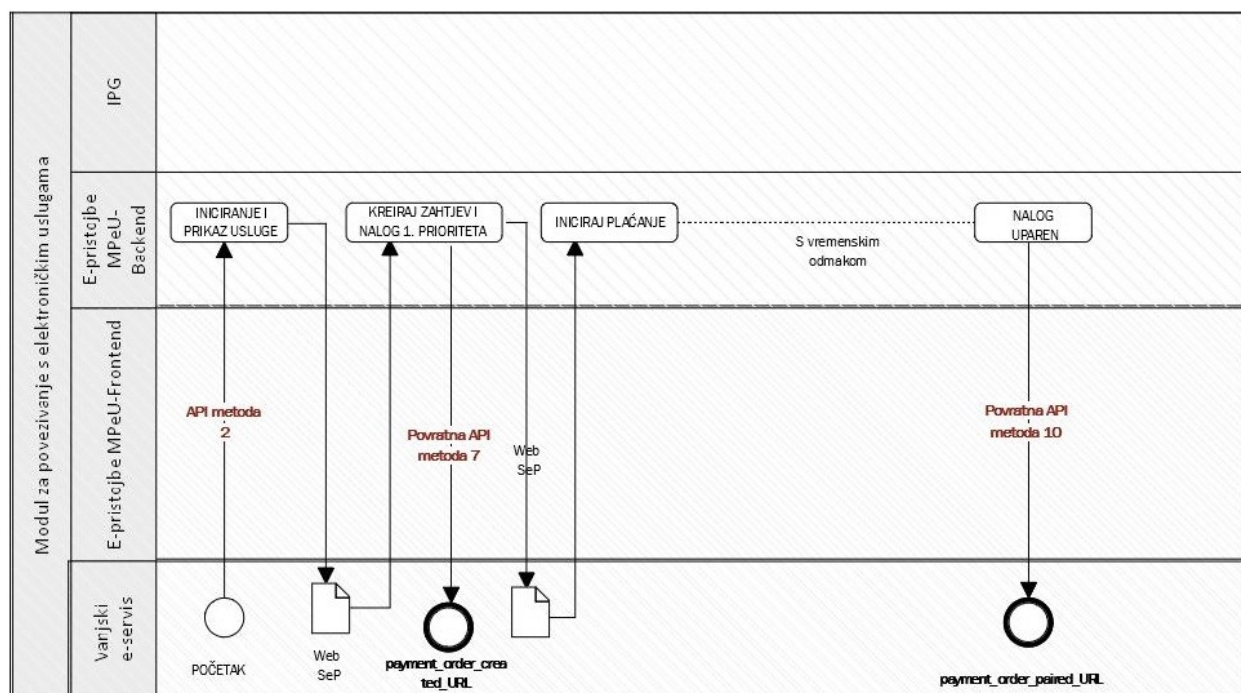 Modul za povezivanje s elektroničkim uslugama
IPG
E-pristojbe
MPeU-
Backend
INICIRANJE I
PRIKAZ USLUGE
KREIRAJ ZAHTJEV I
NALOG 1. PRIORITETA
INICIRAJ PLAĆANJE
S vremenskim
odmakom
NALOG
UPAREN
E-pristojbe MPeU-Frontend
API metoda
2
Povratna API
metoda 7
Web
SeP
Povratna API
metoda 10
Vanjski
e-servis
POČETAK
Web
SeP
payment_order_crea
ted_URL
payment_order_paired_URL